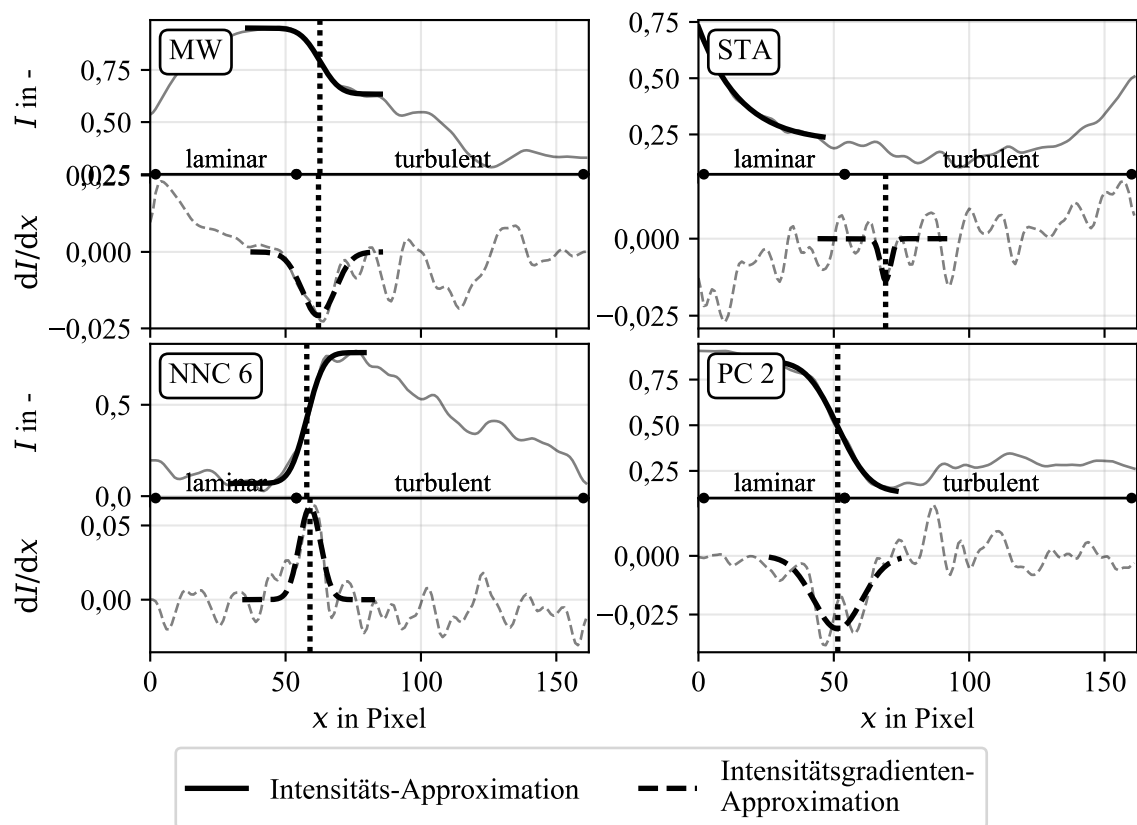 MW
0,75
0,50
0,25
I in -
laminar
turbulent
STA
0,75
0,50
0,25
laminar
turbulent
0,025
0,000
−0,025
dI/dx
0,000
−0,025
NNC 6
0,5
0,0
I in -
laminar
turbulent
PC 2
0,75
0,50
0,25
laminar
turbulent
0,05
0,00
dI/dx
0 50 100 150
x in Pixel
0,000
−0,025
0 50 100 150
x in Pixel
Intensitäts-Approximation
Intensitätsgradienten-
Approximation